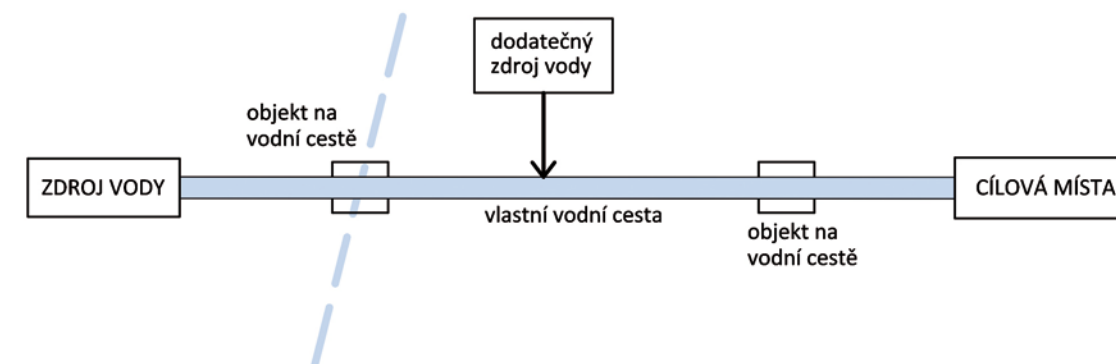 dodatečný
zdroj vody
objekt na
vodní cestě
ZDROJ VODY
CÍLOVÁ MÍSTA
vlastní vodní cesta
objekt na
vodní cestě